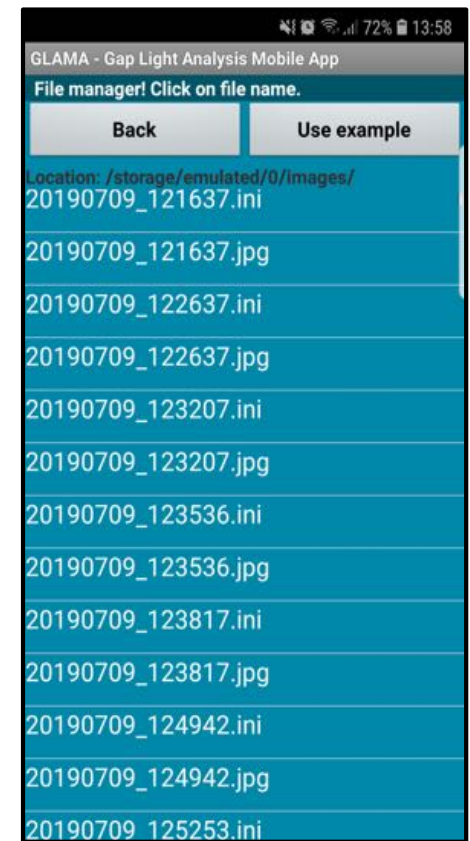 72% 13:58
GLAMA - Gap Light Analysis Mobile App
File manager! Click on file name.
Back Use example
Location: /storage/emulated/0/images/
20190709_121637.ini
20190709_121637.jpg
20190709_122637.ini
20190709_122637.jpg
20190709_123207.ini
20190709_123207.jpg
20190709_123536.ini
20190709_123536.jpg
20190709_123817.ini
20190709_123817.jpg
20190709_124942.ini
20190709_124942.jpg
20190709_125253.ini